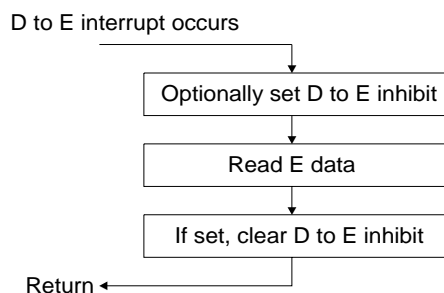 D to E interrupt occurs
Optionally set D to E inhibit
Read E data
If set, clear D to E inhibit
Return